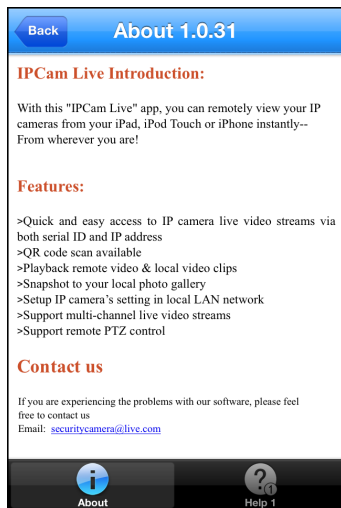 Back
About 1.0.31
IPCam Live Introduction:
With this "IPCam Live" app, you can remotely view your IP
cameras from your iPad, iPod Touch or iPhone instantly--
From wherever you are!
Features:
>Quick and easy access to IP camera live video streams via
both serial ID and IP address
>QR code scan available
>Playback remote video & local video clips
>Snapshot to your local photo gallery
>Setup IP camera's setting in local LAN network
>Support multi-channel live video streams
>Support remote PTZ control
Contact us
If you are experiencing the problems with our software, please feel
free to contact us
Email: securitycamera@live.com
About
Help 1